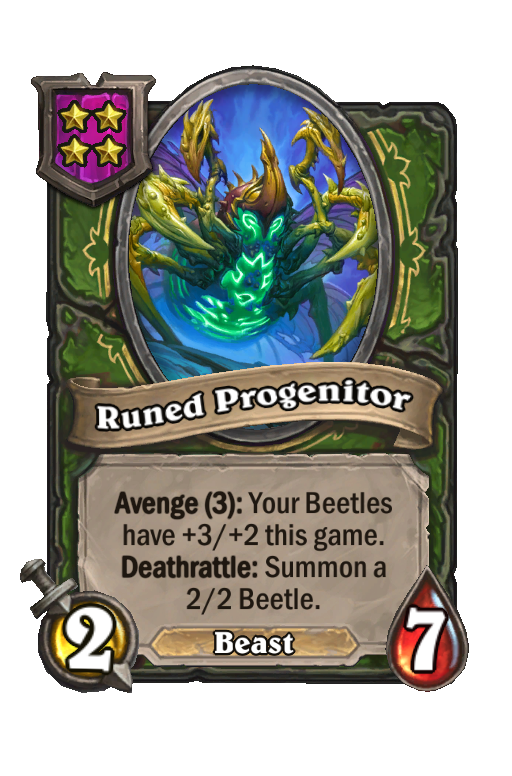 Runed Progenitor
Avenge (3): Your Beetles
have +3/+2 this game.
Deathrattle: Summon a
2/2 Beetle.
2
Beast
7